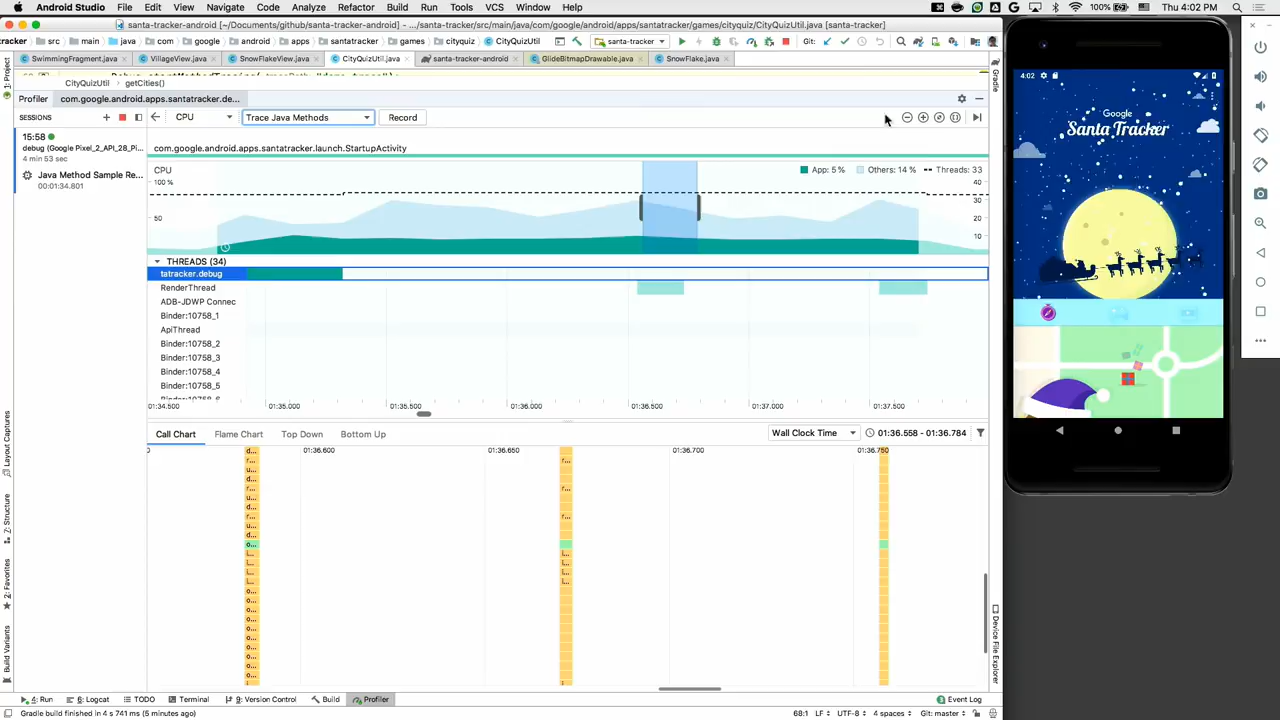 Android Studio File Edit View Navigate Code Analyze Refactor Build Run Tools VCS Window Help 100% Thu 4:02 PM
santa-tracker-android [~/Documents/github/santa-tracker-android] - .../santa-tracker/src/main/java/com/google/android/apps/santatracker/games/cityquiz/CityQuizUtil.java [santa-tracker]
racker src main java com google android apps santatracker games cityquiz CityQuizUtil santa-tracker Git:
SwimmingFragment.java VillageView.java SnowFlakeView.java CityQuizUtil.java santa-tracker-android GlideBitmapDrawable.java SnowFlake.java
CityQuizUtil getCities()
Profiler com.google.android.apps.santatracker.de...
SESSIONS CPU Trace Java Methods Record
15:58
debug (Google Pixel_2_API_28_Pi...
4 min 53 sec
Java Method Sample Re...
00:01:34.801
com.google.android.apps.santatracker.launch.StartupActivity
CPU App: 5% Others: 14% Threads: 33
100 % 40
30
50 20
10
THREADS (34)
tatracker.debug
RenderThread
ADB-JDWP Connec
Binder:10758_1
ApiThread
Binder:10758_2
Binder:10758_3
Binder:10758_4
Binder:10758_5
01:34.500 01:35.000 01:35.500 01:36.000 01:36.500 01:37.000 01:37.500
Call Chart Flame Chart Top Down Bottom Up Wall Clock Time 01:36.558 - 01:36.784
01:36.600 01:36.650 01:36.700 01:36.750
d... r...
r...
u...
d...
r... r...
u...
d...
r... r...
u...
d...
o...
l... l...
l... l...
l... l...
l... l...
o...
o...
o...
o...
o...
o...
o...
o...
o...
1: Project
Layout Captures
Z: Structure
2: Favorites
Build Variants
Gradle
Device File Explorer
4: Run 6: Logcat TODO Terminal 9: Version Control Build Profiler Event Log
Gradle build finished in 4 s 741 ms (5 minutes ago) 68:1 LF UTF-8 4 spaces Git: master
4:02
Google
Santa Tracker